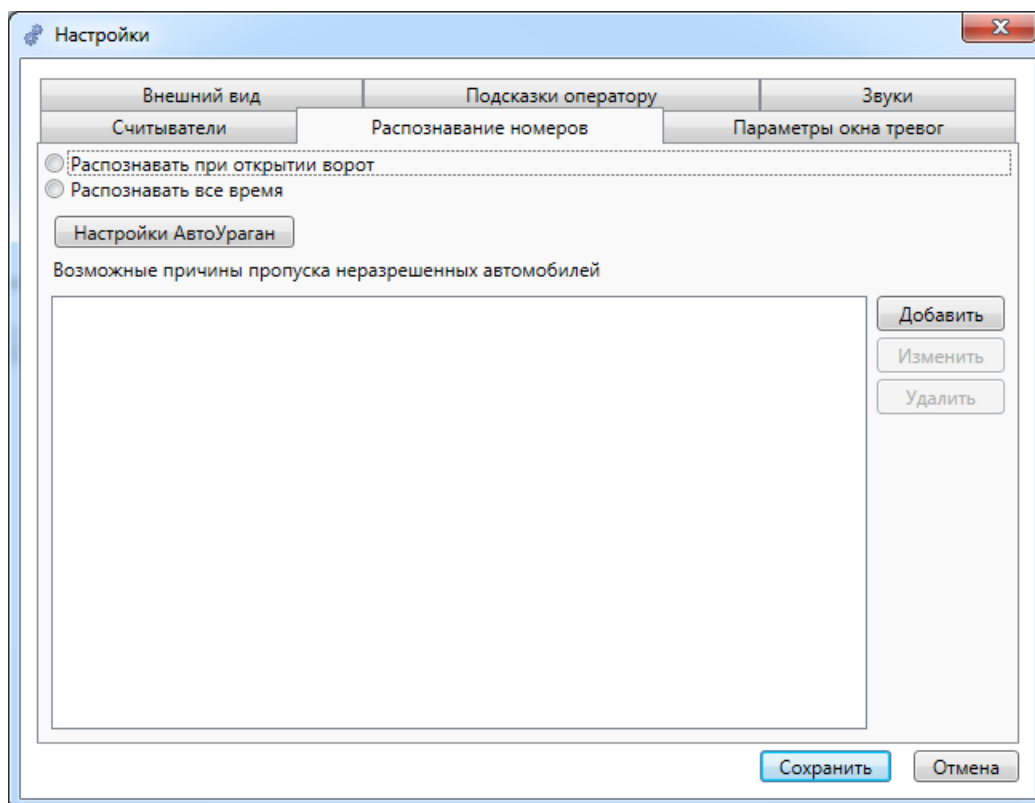 Настройки
Внешний вид
Подсказки оператору
Звуки
Считыватели
Распознавание номеров
Параметры окна тревог
Распознавать при открытии ворот
Распознавать все время
Настройки АвтоУраган
Возможные причины пропуска неразрешенных автомобилей
Добавить
Изменить
Удалить
Сохранить
Отмена